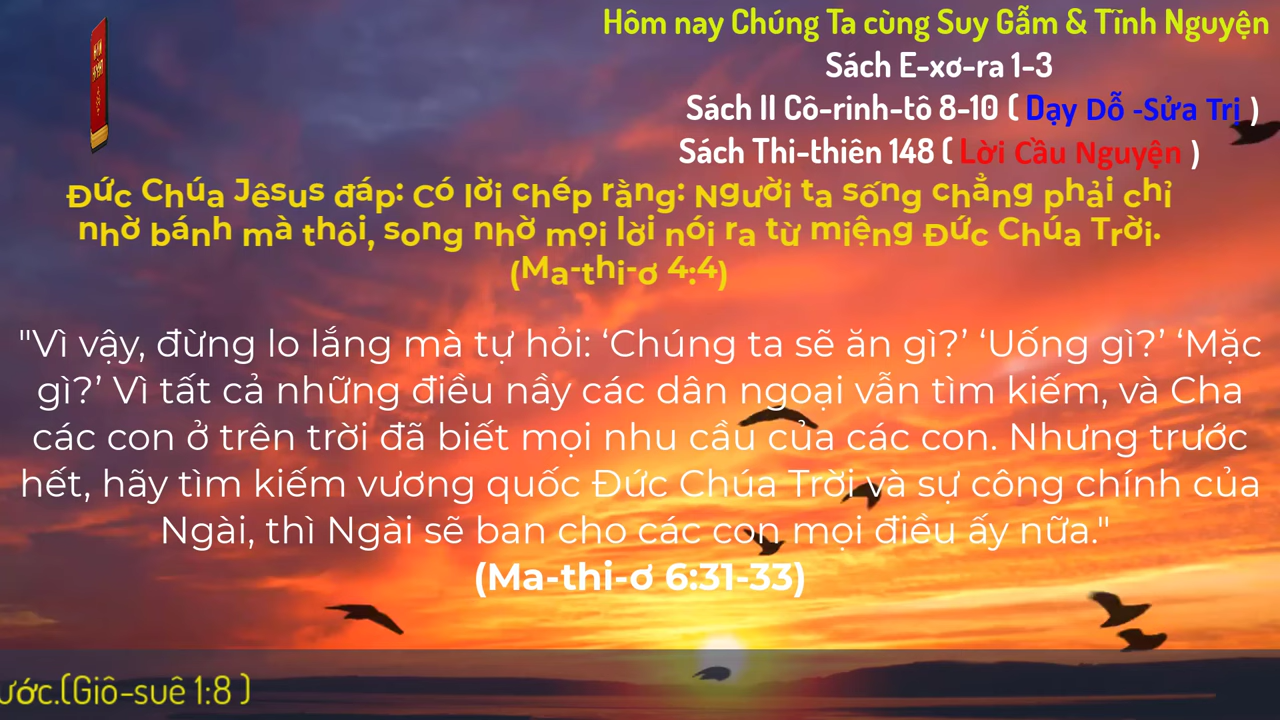 Hôm nay Chúng Ta cùng Suy Gẫm & Tĩnh Nguyện
Sách E-xơ-ra 1-3
Sách II Cô-rinh-tô 8-10 ( Dạy Dỗ -Sửa Trị )
Sách Thi-thiên 148 ( Lời Cầu Nguyện )
Đức Chúa Jêsus đáp: Có lời chép rằng: Người ta sống chẳng phải chỉ
nhờ bánh mà thôi, song nhờ mọi lời nói ra từ miệng Đức Chúa Trời.
(Ma-thi-ơ 4:4)
"Vì vậy, đừng lo lắng mà tự hỏi: ‘Chúng ta sẽ ăn gì?’ ‘Uống gì?’ ‘Mặc
gì?’ Vì tất cả những điều nầy các dân ngoại vẫn tìm kiếm, và Cha
các con ở trên trời đã biết mọi nhu cầu của các con. Nhưng trước
hết, hãy tìm kiếm vương quốc Đức Chúa Trời và sự công chính của
Ngài, thì Ngài sẽ ban cho các con mọi điều ấy nữa."
(Ma-thi-ơ 6:31-33)
ước.(Giô-suê 1:8 )